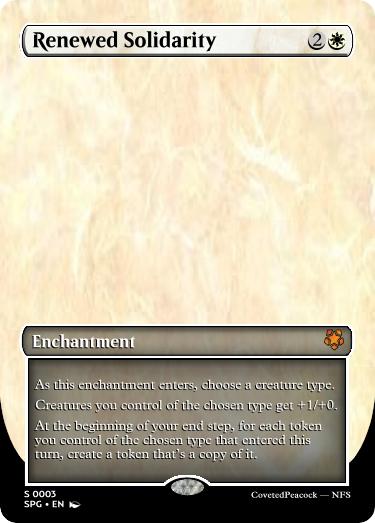 Renewed Solidarity 2
Enchantment
As this enchantment enters, choose a creature type.
Creatures you control of the chosen type get +1/+0.
At the beginning of your end step, for each token
you control of the chosen type that entered this
turn, create a token that's a copy of it.
S 0003
SPG • EN
CovetedPeacock — NFS